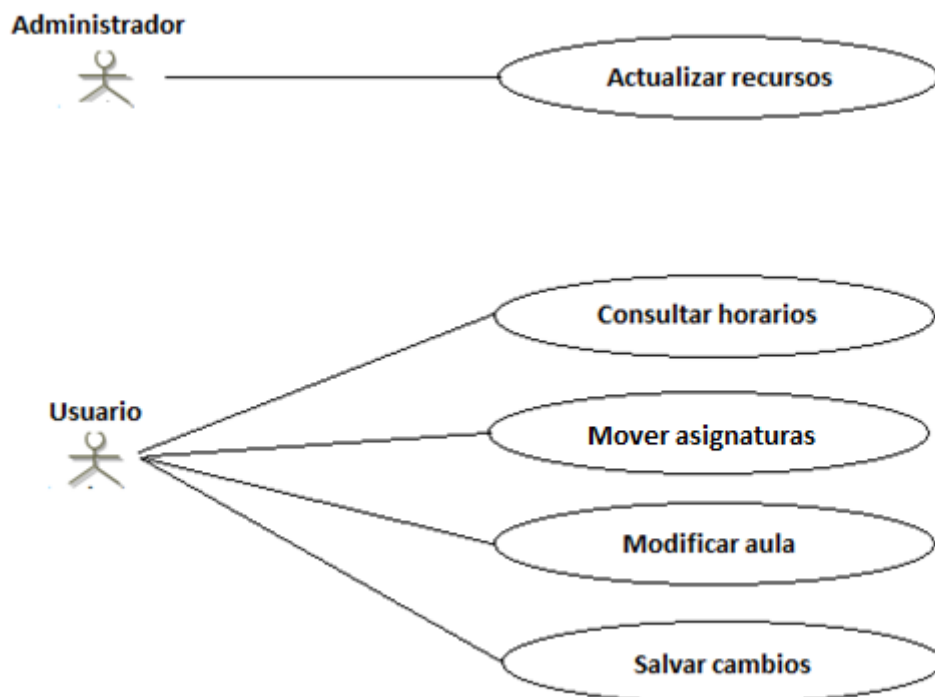 Administrador
Actualizar recursos
Consultar horarios
Usuario
Mover asignaturas
Modificar aula
Salvar cambios